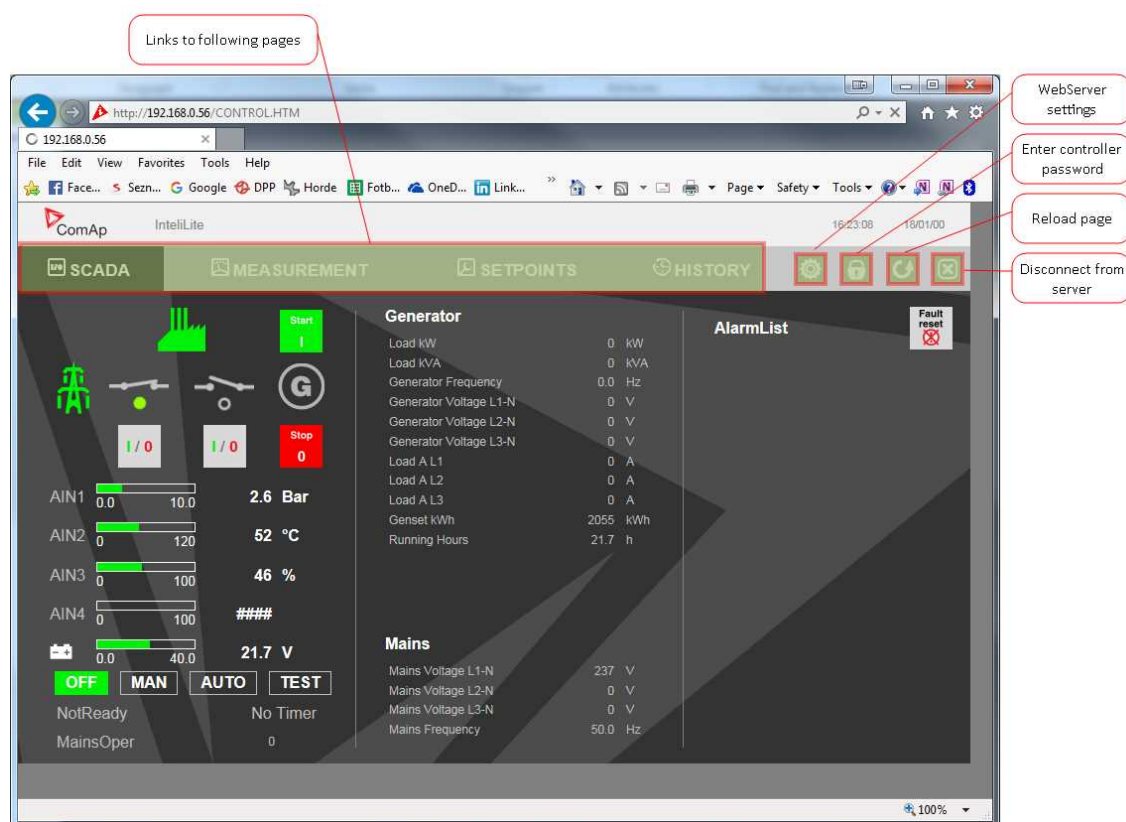 Links to following pages
WebServer settings
Enter controller password
Reload page
Disconnect from server
http://192.168.0.56/CONTROL.HTM
192.168.0.56
File Edit View Favorites Tools Help
Face... Sezn... Google DPP Horde Fotb... OneD... Link... » Page Safety Tools
ComAp InteliLite 16:23:08 18/01/00
SCADA MEASUREMENT SETPOINTS HISTORY
Start
I
G
I / 0 I / 0
Stop
0
AIN1 0.0 10.0 2.6 Bar
AIN2 0 120 52 °C
AIN3 0 100 46 %
AIN4 0 100 ####
0.0 40.0 21.7 V
OFF MAN AUTO TEST
NotReady No Timer
MainsOper 0
Generator
Load kW 0 kW
Load kVA 0 kVA
Generator Frequency 0.0 Hz
Generator Voltage L1-N 0 V
Generator Voltage L2-N 0 V
Generator Voltage L3-N 0 V
Load A L1 0 A
Load A L2 0 A
Load A L3 0 A
Genset kWh 2055 kWh
Running Hours 21.7 h
Mains
Mains Voltage L1-N 237 V
Mains Voltage L2-N 0 V
Mains Voltage L3-N 0 V
Mains Frequency 50.0 Hz
AlarmList
Fault
reset
100%